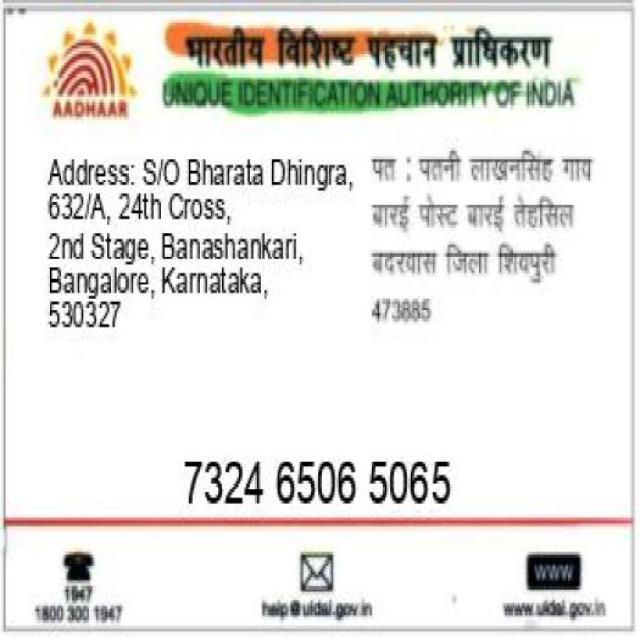 भारतीय विशिष्ट पहचान प्राधिकरण
AADHAAR
UNIQUE IDENTIFICATION AUTHORITY OF INDIA
Address: S/O Bharata Dhingra,
632/A, 24th Cross,
2nd Stage, Banashankari,
Bangalore, Karnataka,
530327
पत : पतनी लाखनसिंह गाव
बारई पोस्ट बारई तेहसिल
बदरवास जिला शिवपुरी
473885
7324 6506 5065
1947
1800 300 1947
help@uidai.gov.in
www
www.uidai.gov.in